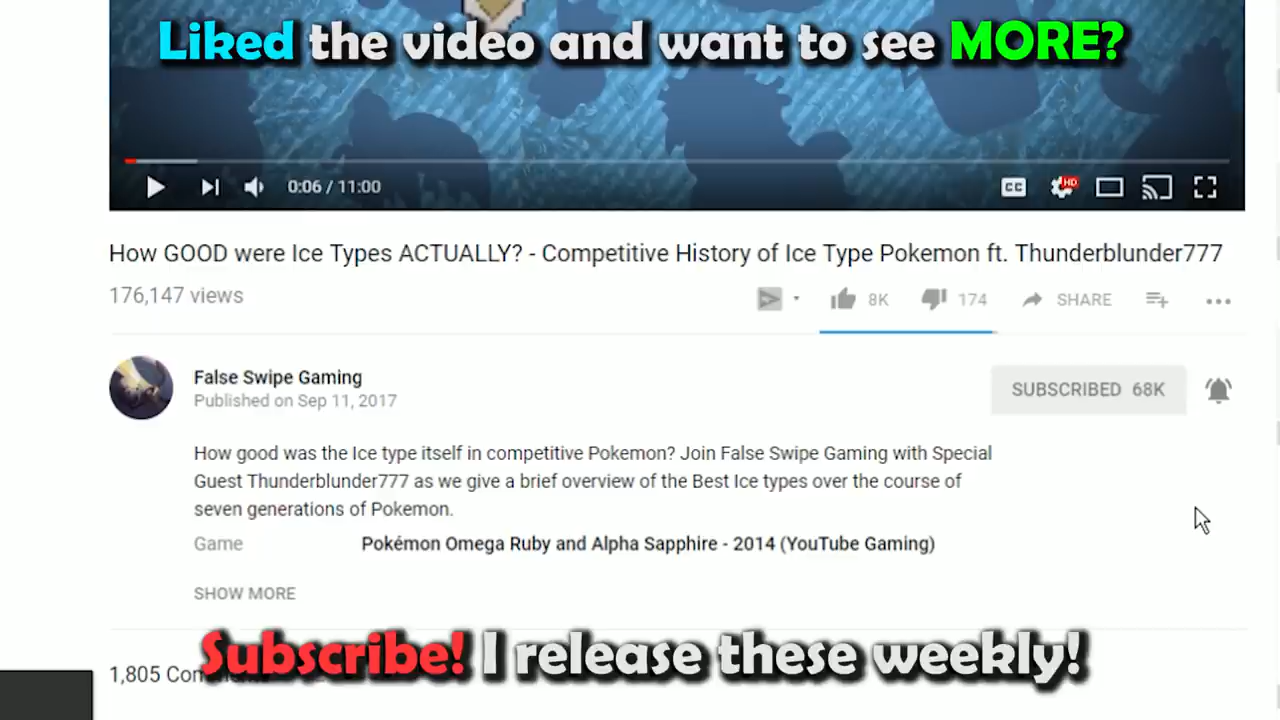 Liked the video and want to see MORE?
0:06 / 11:00
CC
HD
How GOOD were Ice Types ACTUALLY? - Competitive History of Ice Type Pokemon ft. Thunderblunder777
176,147 views
8K 174 SHARE
False Swipe Gaming
Published on Sep 11, 2017
SUBSCRIBED 68K
How good was the Ice type itself in competitive Pokemon? Join False Swipe Gaming with Special
Guest Thunderblunder777 as we give a brief overview of the Best Ice types over the course of
seven generations of Pokemon.
Game Pokémon Omega Ruby and Alpha Sapphire - 2014 (YouTube Gaming)
SHOW MORE
Subscribe! I release these weekly!
1,805